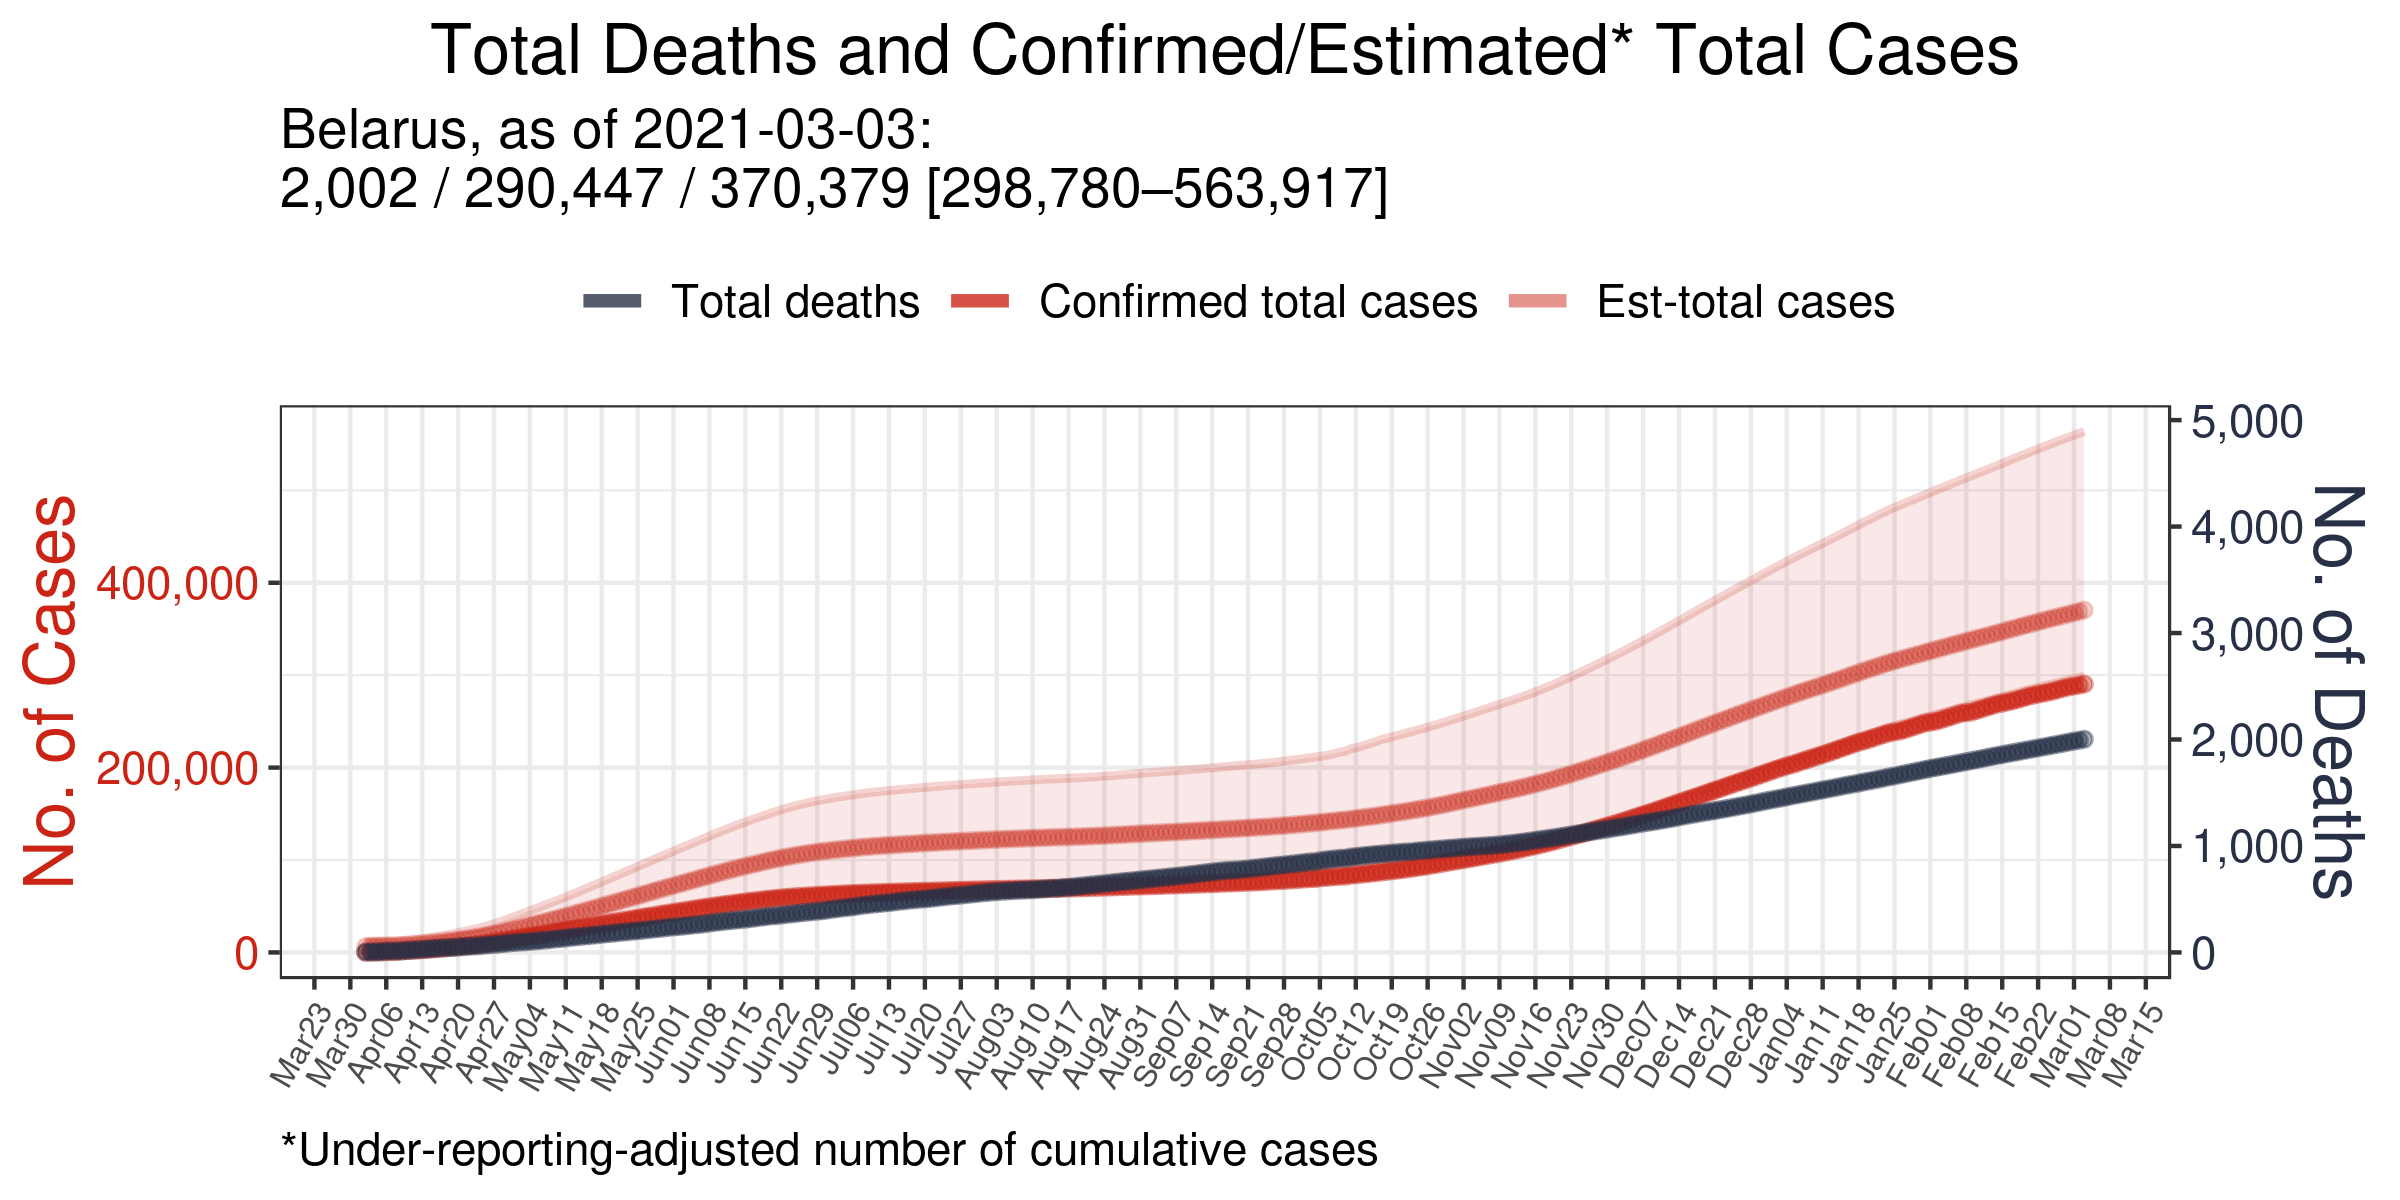 Total Deaths and Confirmed/Estimated* Total Cases
Belarus, as of 2021-03-03:
2,002 / 290,447 / 370,379 [298,780–563,917]
Total deaths
Confirmed total cases
Est-total cases
No. of Cases
400,000
200,000
0
5,000
4,000
3,000
2,000
1,000
0
No. of Deaths
Mar23
Mar30
Apr06
Apr13
Apr20
Apr27
May04
May11
May18
May25
Jun01
Jun08
Jun15
Jun22
Jun29
Jul06
Jul13
Jul20
Jul27
Aug03
Aug10
Aug17
Aug24
Aug31
Sep07
Sep14
Sep21
Sep28
Oct05
Oct12
Oct19
Oct26
Nov02
Nov09
Nov16
Nov23
Nov30
Dec07
Dec14
Dec21
Dec28
Jan04
Jan11
Jan18
Jan25
Feb01
Feb08
Feb15
Feb22
Mar01
Mar08
Mar15
*Under-reporting-adjusted number of cumulative cases